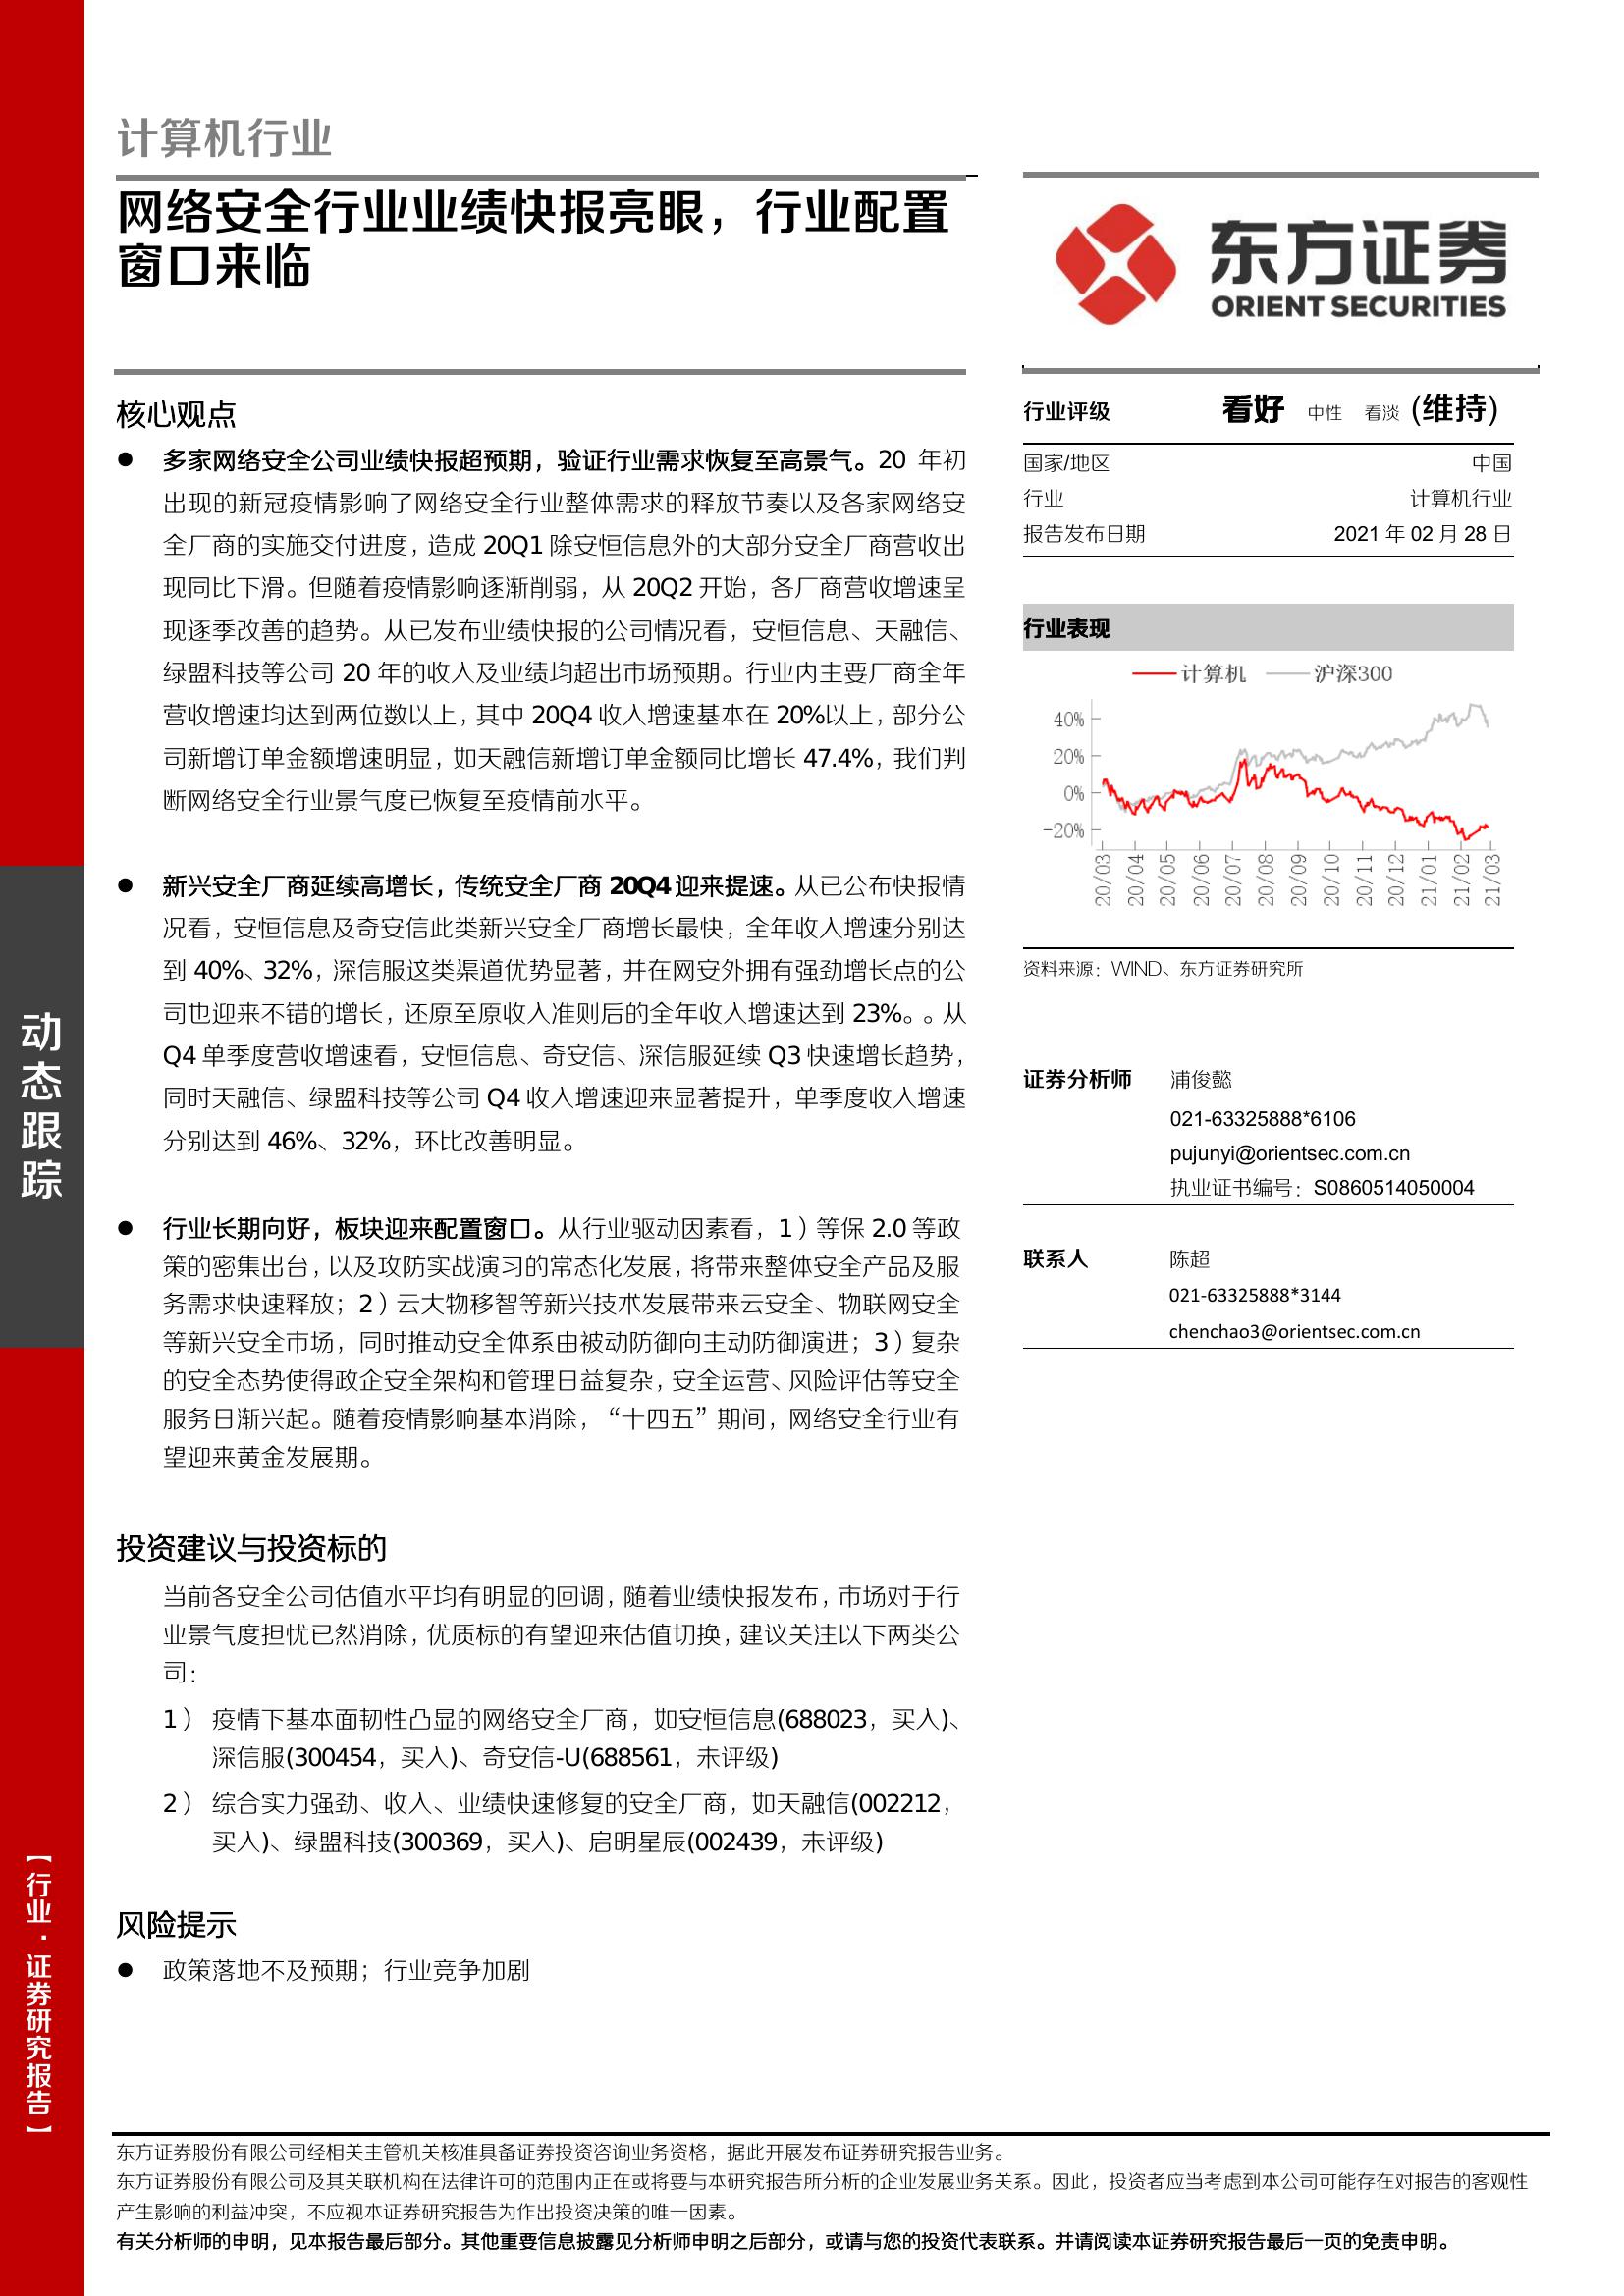 计算机行业
网络安全行业业绩快报亮眼，行业配置
窗口来临
核心观点
● 多家网络安全公司业绩快报超预期，验证行业需求恢复至高景气。20 年初
出现的新冠疫情影响了网络安全行业整体需求的释放节奏以及各家网络安
全厂商的实施交付进度，造成 20Q1 除安恒信息外的大部分安全厂商营收出
现同比下滑。但随着疫情影响逐渐削弱，从 20Q2 开始，各厂商营收增速呈
现逐季改善的趋势。从已发布业绩快报的公司情况看，安恒信息、天融信、
绿盟科技等公司 20 年的收入及业绩均超出市场预期。行业内主要厂商全年
营收增速均达到两位数以上，其中 20Q4 收入增速基本在 20%以上，部分公
司新增订单金额增速明显，如天融信新增订单金额同比增长 47.4%，我们判
断网络安全行业景气度已恢复至疫情前水平。
● 新兴安全厂商延续高增长，传统安全厂商 20Q4 迎来提速。从已公布快报情
况看，安恒信息及奇安信此类新兴安全厂商增长最快，全年收入增速分别达
到 40%、32%，深信服这类渠道优势显著，并在网安外拥有强劲增长点的公
司也迎来不错的增长，还原至原收入准则后的全年收入增速达到 23%。。从
Q4 单季度营收增速看，安恒信息、奇安信、深信服延续 Q3 快速增长趋势，
同时天融信、绿盟科技等公司 Q4 收入增速迎来显著提升，单季度收入增速
分别达到 46%、32%，环比改善明显。
● 行业长期向好，板块迎来配置窗口。从行业驱动因素看，1）等保 2.0 等政
策的密集出台，以及攻防实战演习的常态化发展，将带来整体安全产品及服
务需求快速释放；2）云大物移智等新兴技术发展带来云安全、物联网安全
等新兴安全市场，同时推动安全体系由被动防御向主动防御演进；3）复杂
的安全态势使得政企安全架构和管理日益复杂，安全运营、风险评估等安全
服务日渐兴起。随着疫情影响基本消除，“十四五”期间，网络安全行业有
望迎来黄金发展期。
投资建议与投资标的
当前各安全公司估值水平均有明显的回调，随着业绩快报发布，市场对于行
业景气度担忧已然消除，优质标的有望迎来估值切换，建议关注以下两类公
司：
1） 疫情下基本面韧性凸显的网络安全厂商，如安恒信息(688023，买入)、
深信服(300454，买入)、奇安信-U(688561，未评级)
2） 综合实力强劲、收入、业绩快速修复的安全厂商，如天融信(002212，
买入)、绿盟科技(300369，买入)、启明星辰(002439，未评级)
风险提示
● 政策落地不及预期；行业竞争加剧
东方证券
ORIENT SECURITIES
行业评级 看好 中性 看淡 (维持)
国家/地区 中国
行业 计算机行业
报告发布日期 2021 年 02 月 28 日
行业表现
计算机 沪深300
40%
20%
0%
-20%
20/03 20/04 20/05 20/06 20/07 20/08 20/09 20/10 20/11 20/12 21/01 21/02 21/03
资料来源：WIND、东方证券研究所
证券分析师 浦俊懿
021-63325888*6106
pujunyi@orientsec.com.cn
执业证书编号：S0860514050004
联系人 陈超
021-63325888*3144
chenchao3@orientsec.com.cn
动态跟踪
【行业·证券研究报告】
东方证券股份有限公司经相关主管机关核准具备证券投资咨询业务资格，据此开展发布证券研究报告业务。
东方证券股份有限公司及其关联机构在法律许可的范围内正在或将要与本研究报告所分析的企业发展业务关系。因此，投资者应当考虑到本公司可能存在对报告的客观性
产生影响的利益冲突，不应视本证券研究报告为作出投资决策的唯一因素。
有关分析师的申明，见本报告最后部分。其他重要信息披露见分析师申明之后部分，或请与您的投资代表联系。并请阅读本证券研究报告最后一页的免责申明。